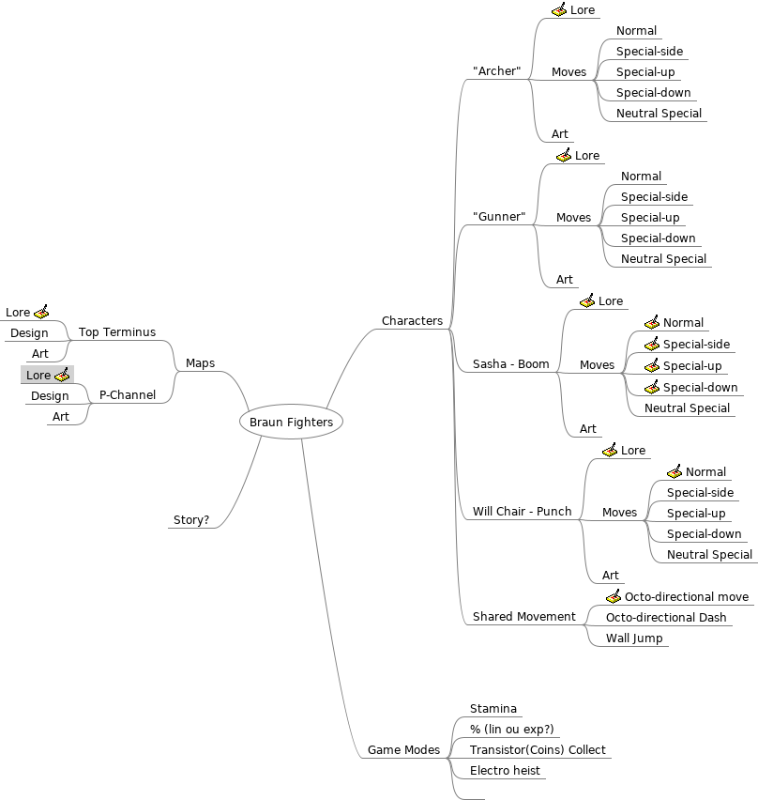 Braun Fighters
Maps
Top Terminus
Lore
Design
Art
P-Channel
Lore
Design
Art
Story?
Characters
"Archer"
Lore
Moves
Normal
Special-side
Special-up
Special-down
Neutral Special
Art
"Gunner"
Lore
Moves
Normal
Special-side
Special-up
Special-down
Neutral Special
Art
Sasha - Boom
Lore
Moves
Normal
Special-side
Special-up
Special-down
Neutral Special
Art
Will Chair - Punch
Lore
Moves
Normal
Special-side
Special-up
Special-down
Neutral Special
Art
Shared Movement
Octo-directional move
Octo-directional Dash
Wall Jump
Game Modes
Stamina
% (lin ou exp?)
Transistor(Coins) Collect
Electro heist